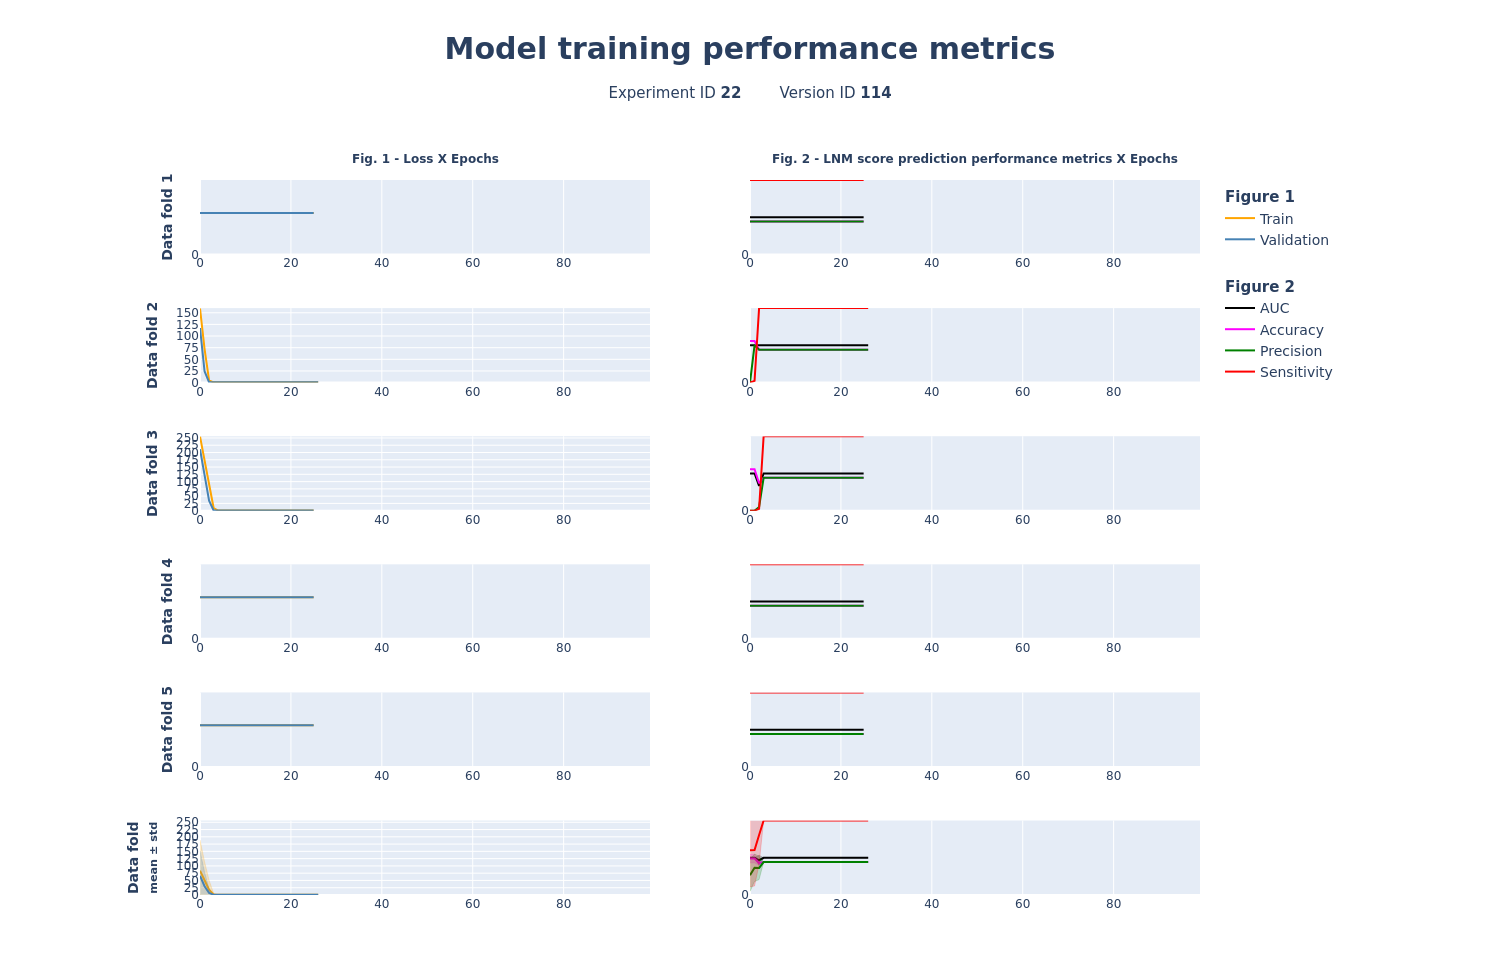 Model training performance metrics
Experiment ID 22 Version ID 114
Fig. 1 - Loss X Epochs
Fig. 2 - LNM score prediction performance metrics X Epochs
Data fold 1
0
0 20 40 60 80
0
0 20 40 60 80
Figure 1
Train
Validation
Figure 2
AUC
Accuracy
Precision
Sensitivity
Data fold 2
150
125
100
75
50
25
0
0 20 40 60 80
0
0 20 40 60 80
Data fold 3
250
225
200
175
150
125
100
75
50
25
0
0 20 40 60 80
0
0 20 40 60 80
Data fold 4
0
0 20 40 60 80
0
0 20 40 60 80
Data fold 5
0
0 20 40 60 80
0
0 20 40 60 80
Data fold
mean ± std
250
225
200
175
150
125
100
75
50
25
0
0 20 40 60 80
0
0 20 40 60 80